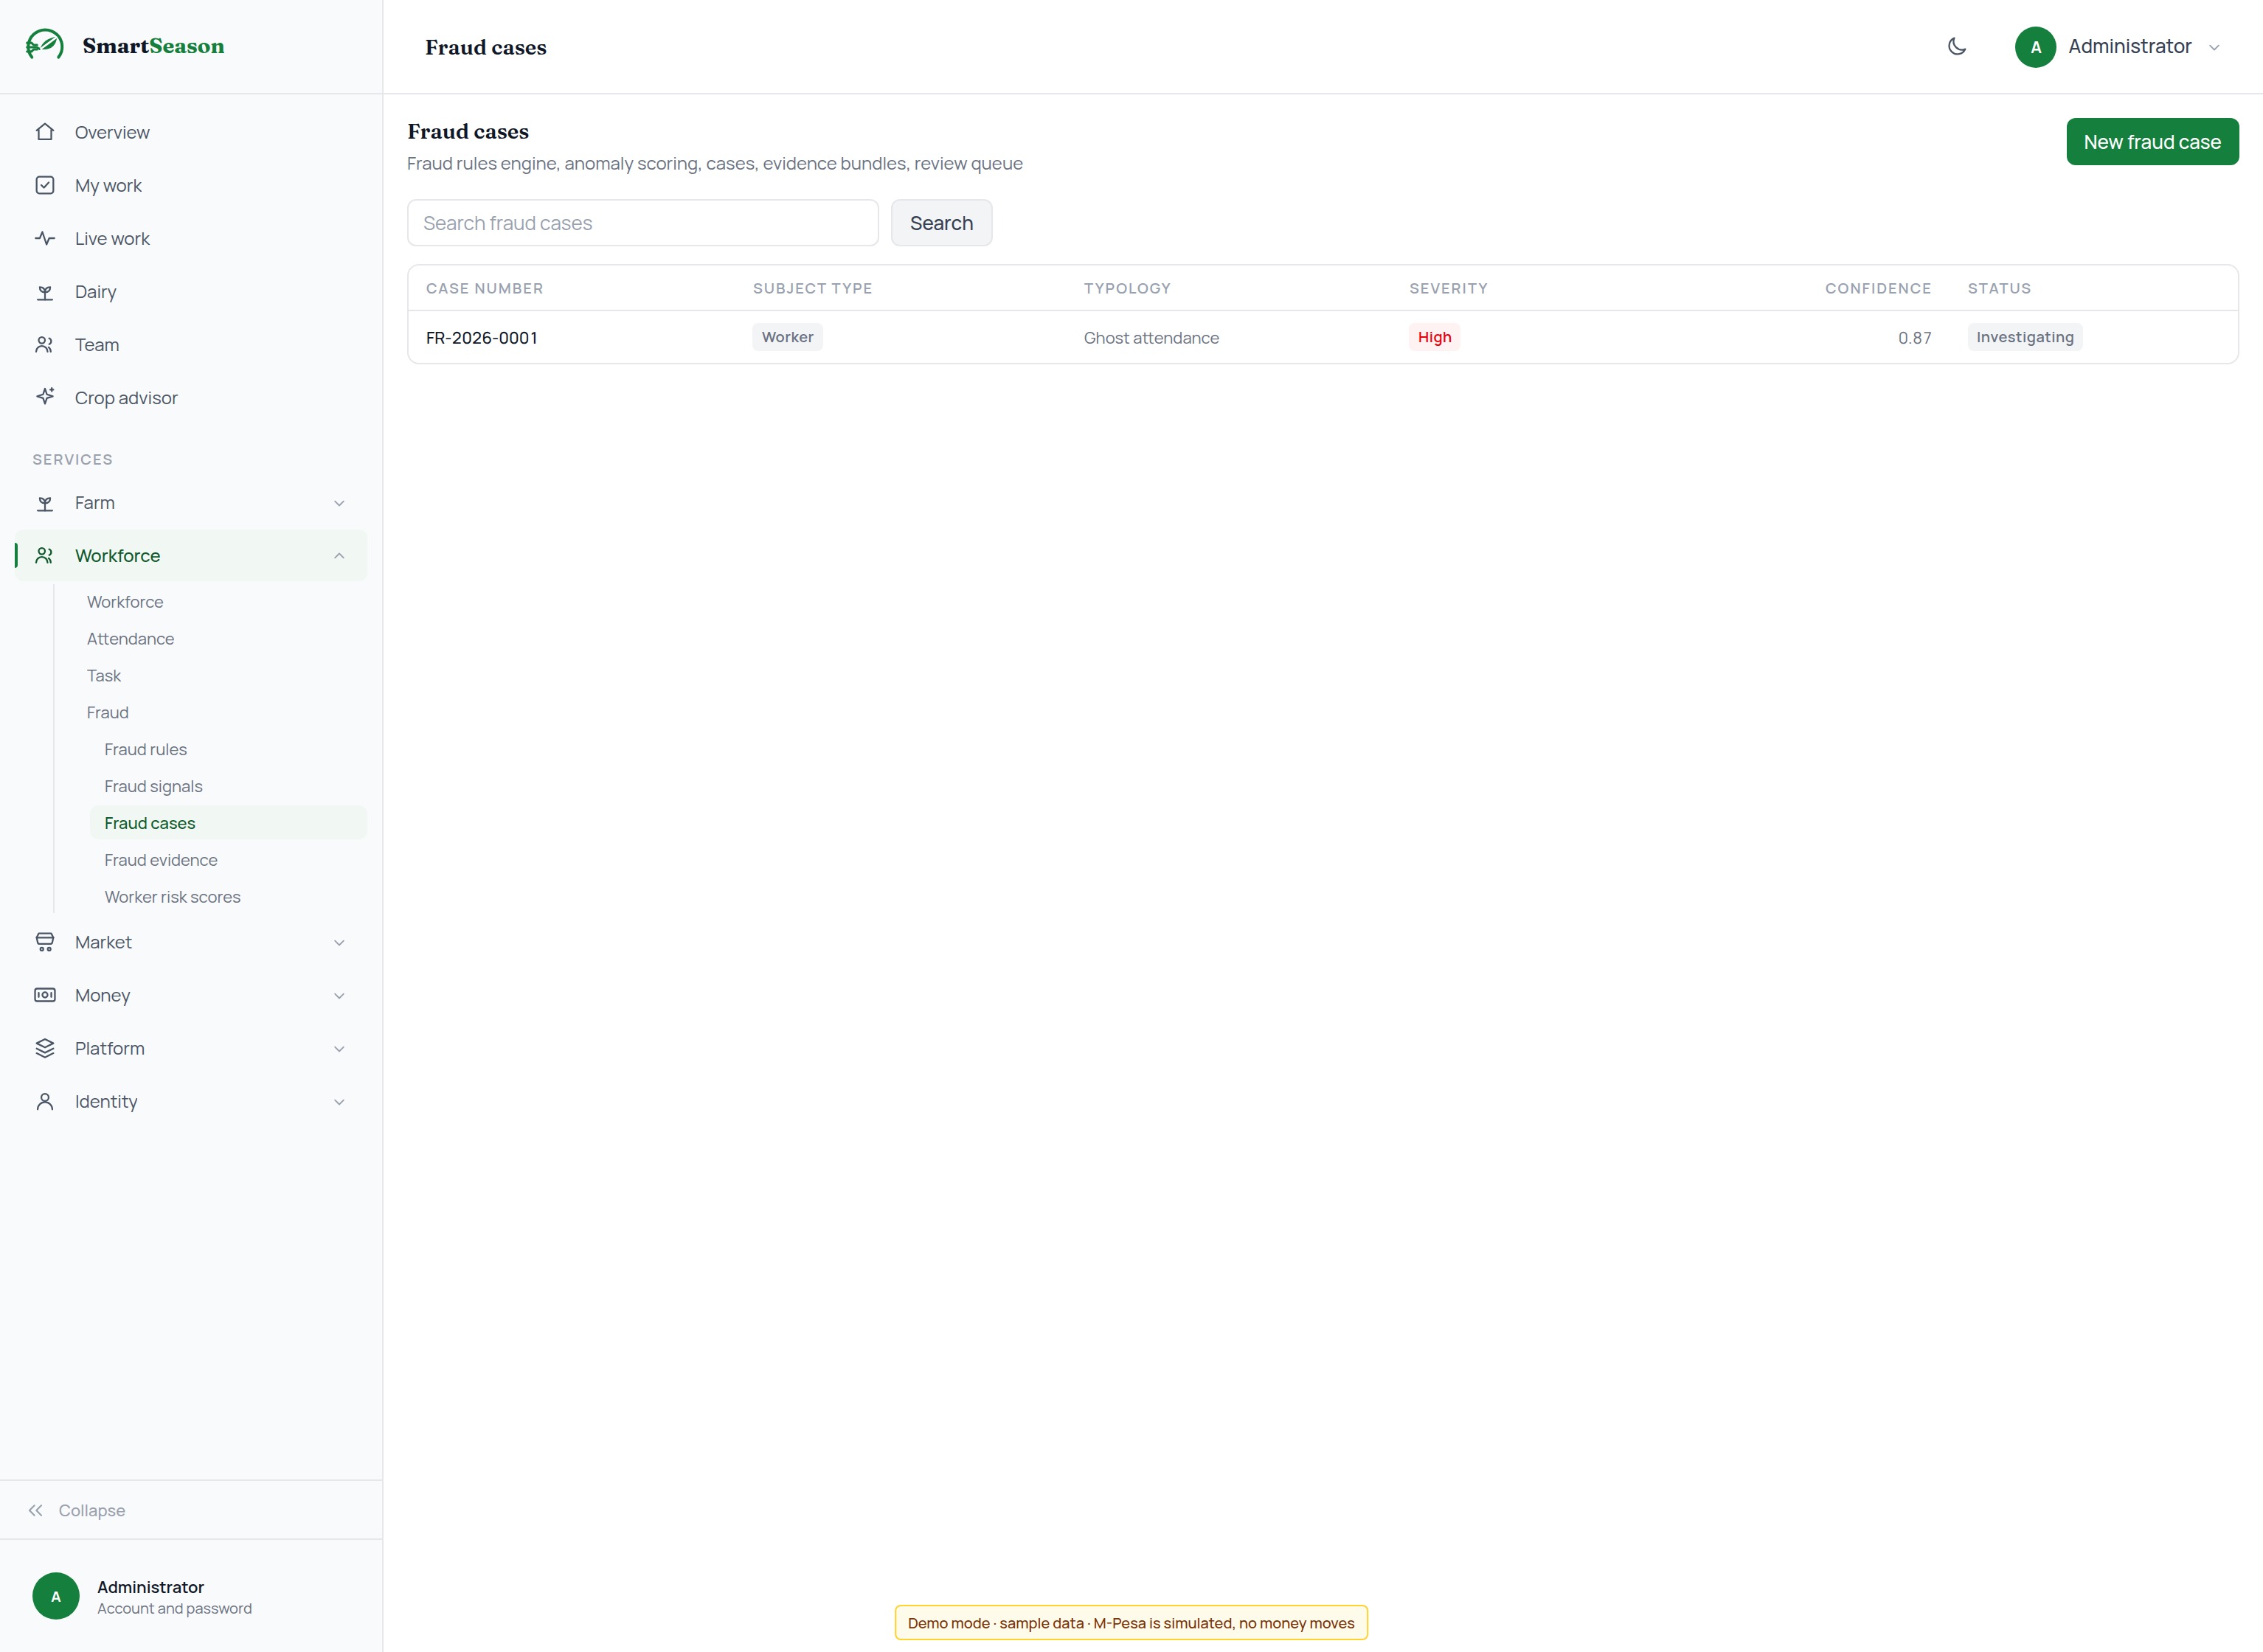 SmartSeason
Fraud cases
A
Administrator
Overview
My work
Live work
Dairy
Team
Crop advisor
SERVICES
Farm
Workforce
Workforce
Attendance
Task
Fraud
Fraud rules
Fraud signals
Fraud cases
Fraud evidence
Worker risk scores
Market
Money
Platform
Identity
Collapse
A
Administrator
Account and password
Fraud cases
Fraud rules engine, anomaly scoring, cases, evidence bundles, review queue
New fraud case
Search fraud cases
Search
CASE NUMBER SUBJECT TYPE TYPOLOGY SEVERITY CONFIDENCE STATUS
FR-2026-0001 Worker Ghost attendance High 0.87 Investigating
Demo mode · sample data · M-Pesa is simulated, no money moves